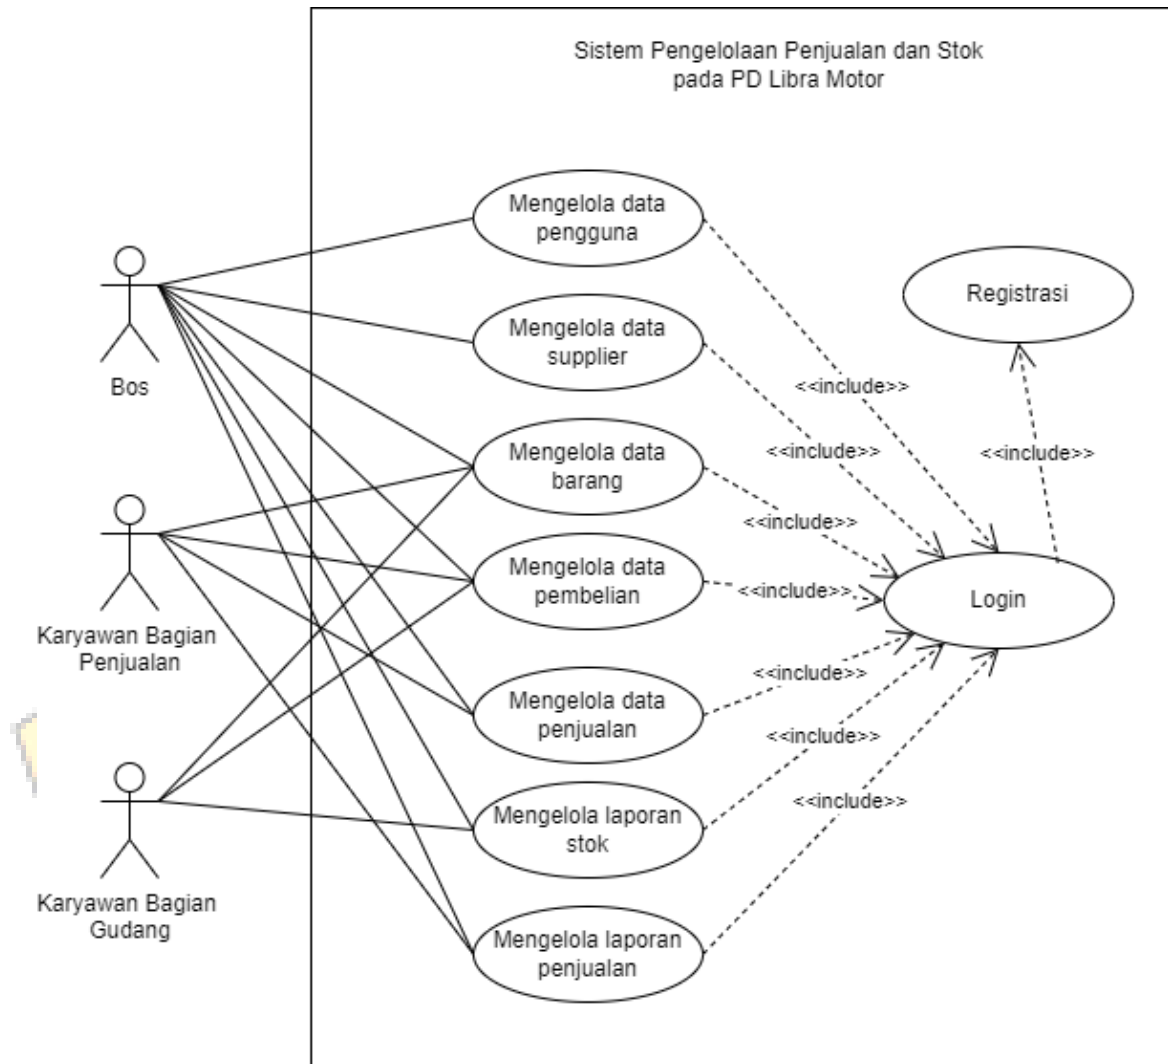 Sistem Pengelolaan Penjualan dan Stok
pada PD Libra Motor
Mengelola data
pengguna
Registrasi
Mengelola data
supplier
Bos
<<include>>
<<include>>
<<include>>
Mengelola data
barang
<<include>>
Mengelola data
pembelian
<<include>>
Login
Karyawan Bagian
Penjualan
<<include>>
Mengelola data
penjualan
<<include>>
Mengelola laporan
stok
<<include>>
Karyawan Bagian
Gudang
Mengelola laporan
penjualan